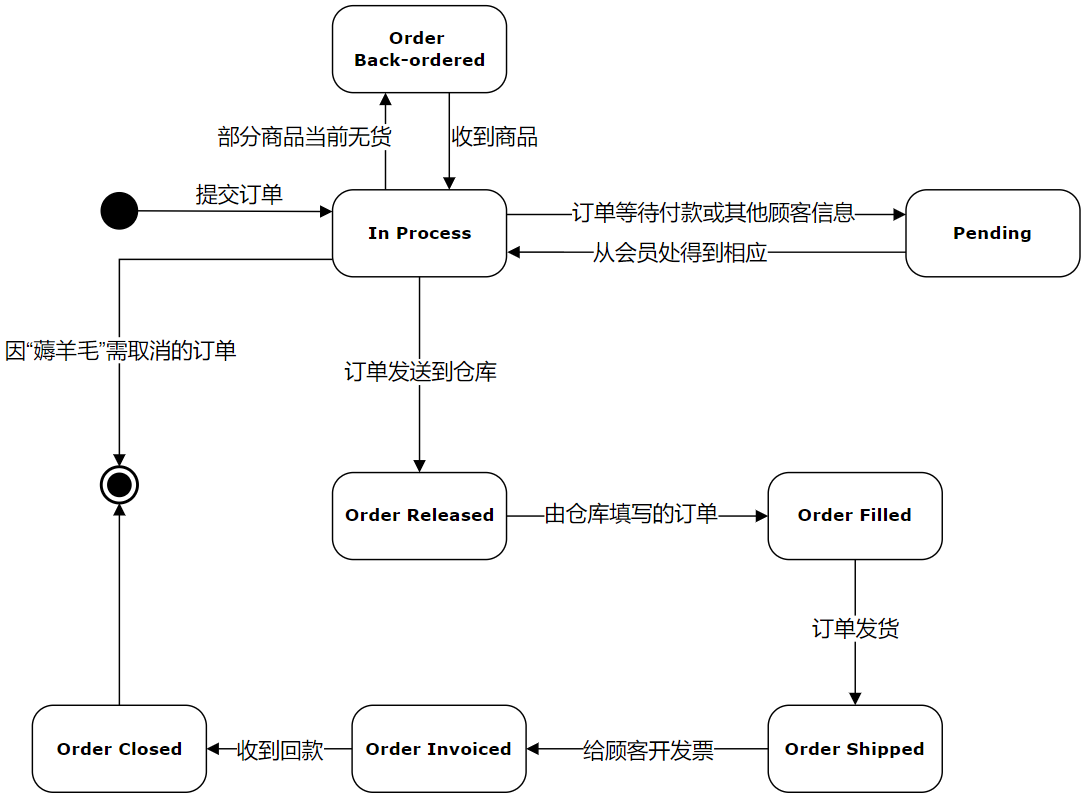 Order
Back-ordered
部分商品当前无货
收到商品
提交订单
In Process
订单等待付款或其他顾客信息
从会员处得到相应
Pending
因“薅羊毛”需取消的订单
订单发送到仓库
Order Released
由仓库填写的订单
Order Filled
订单发货
Order Closed
收到回款
Order Invoiced
给顾客开发票
Order Shipped